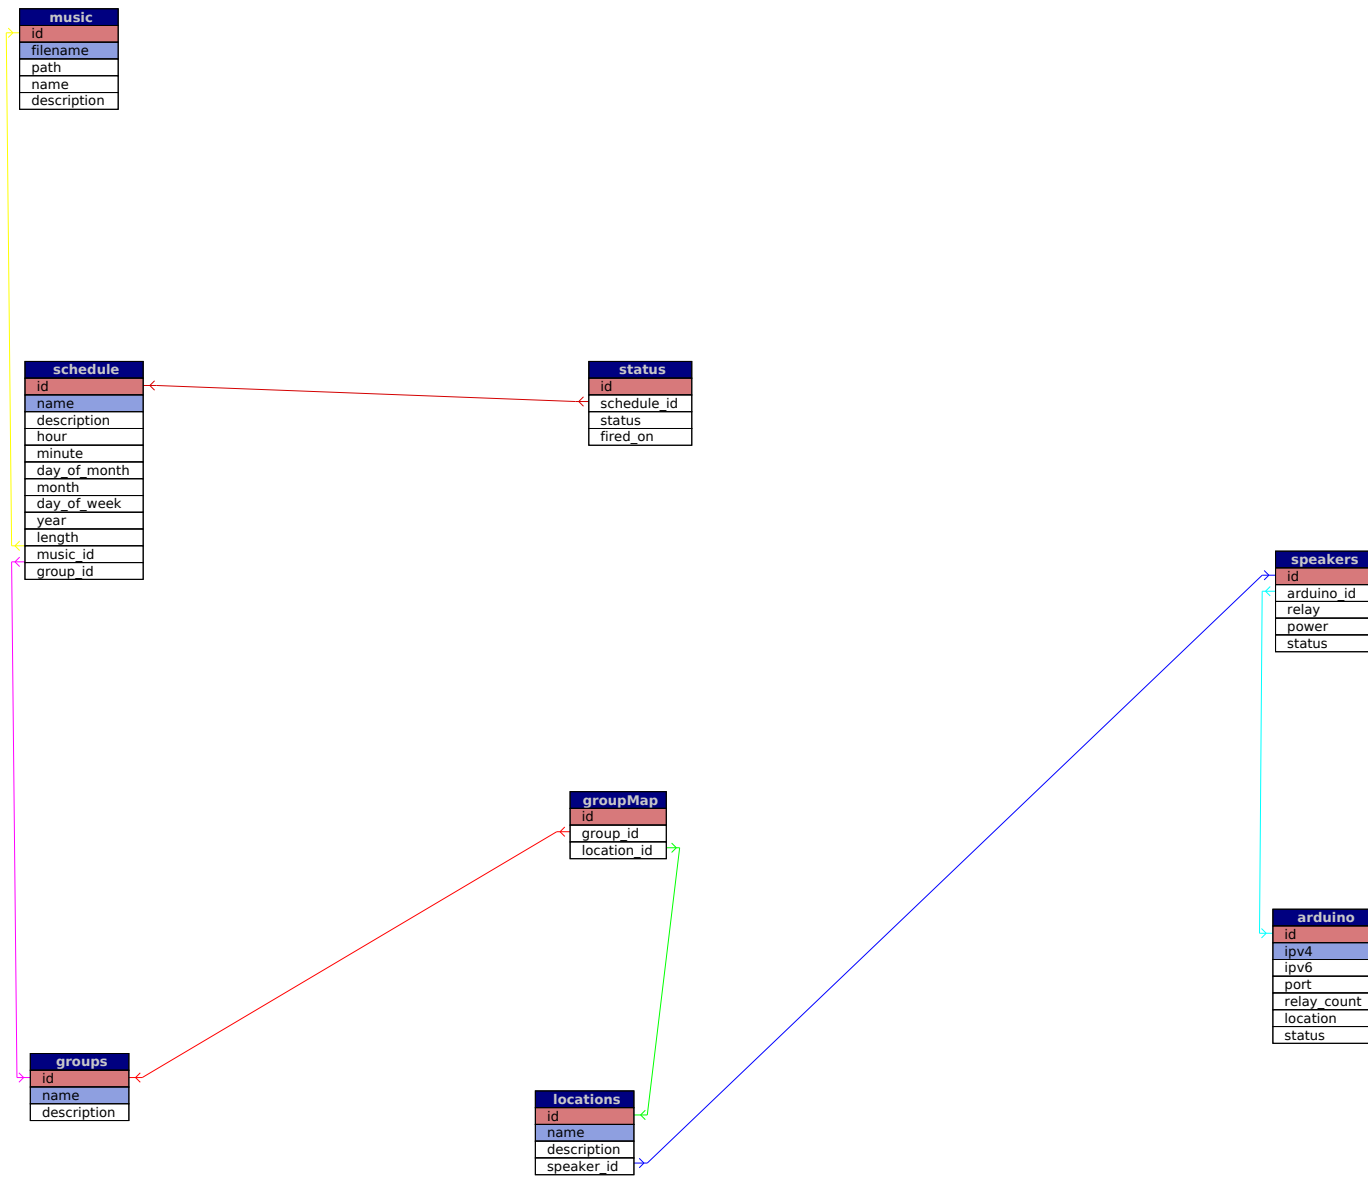 music
id
filename
path
name
description
schedule
id
name
description
hour
minute
day_of_month
month
day_of_week
year
length
music_id
group_id
status
id
schedule_id
status
fired_on
speakers
id
arduino_id
relay
power
status
groupMap
id
group_id
location_id
arduino
id
ipv4
ipv6
port
relay_count
location
status
groups
id
name
description
locations
id
name
description
speaker_id